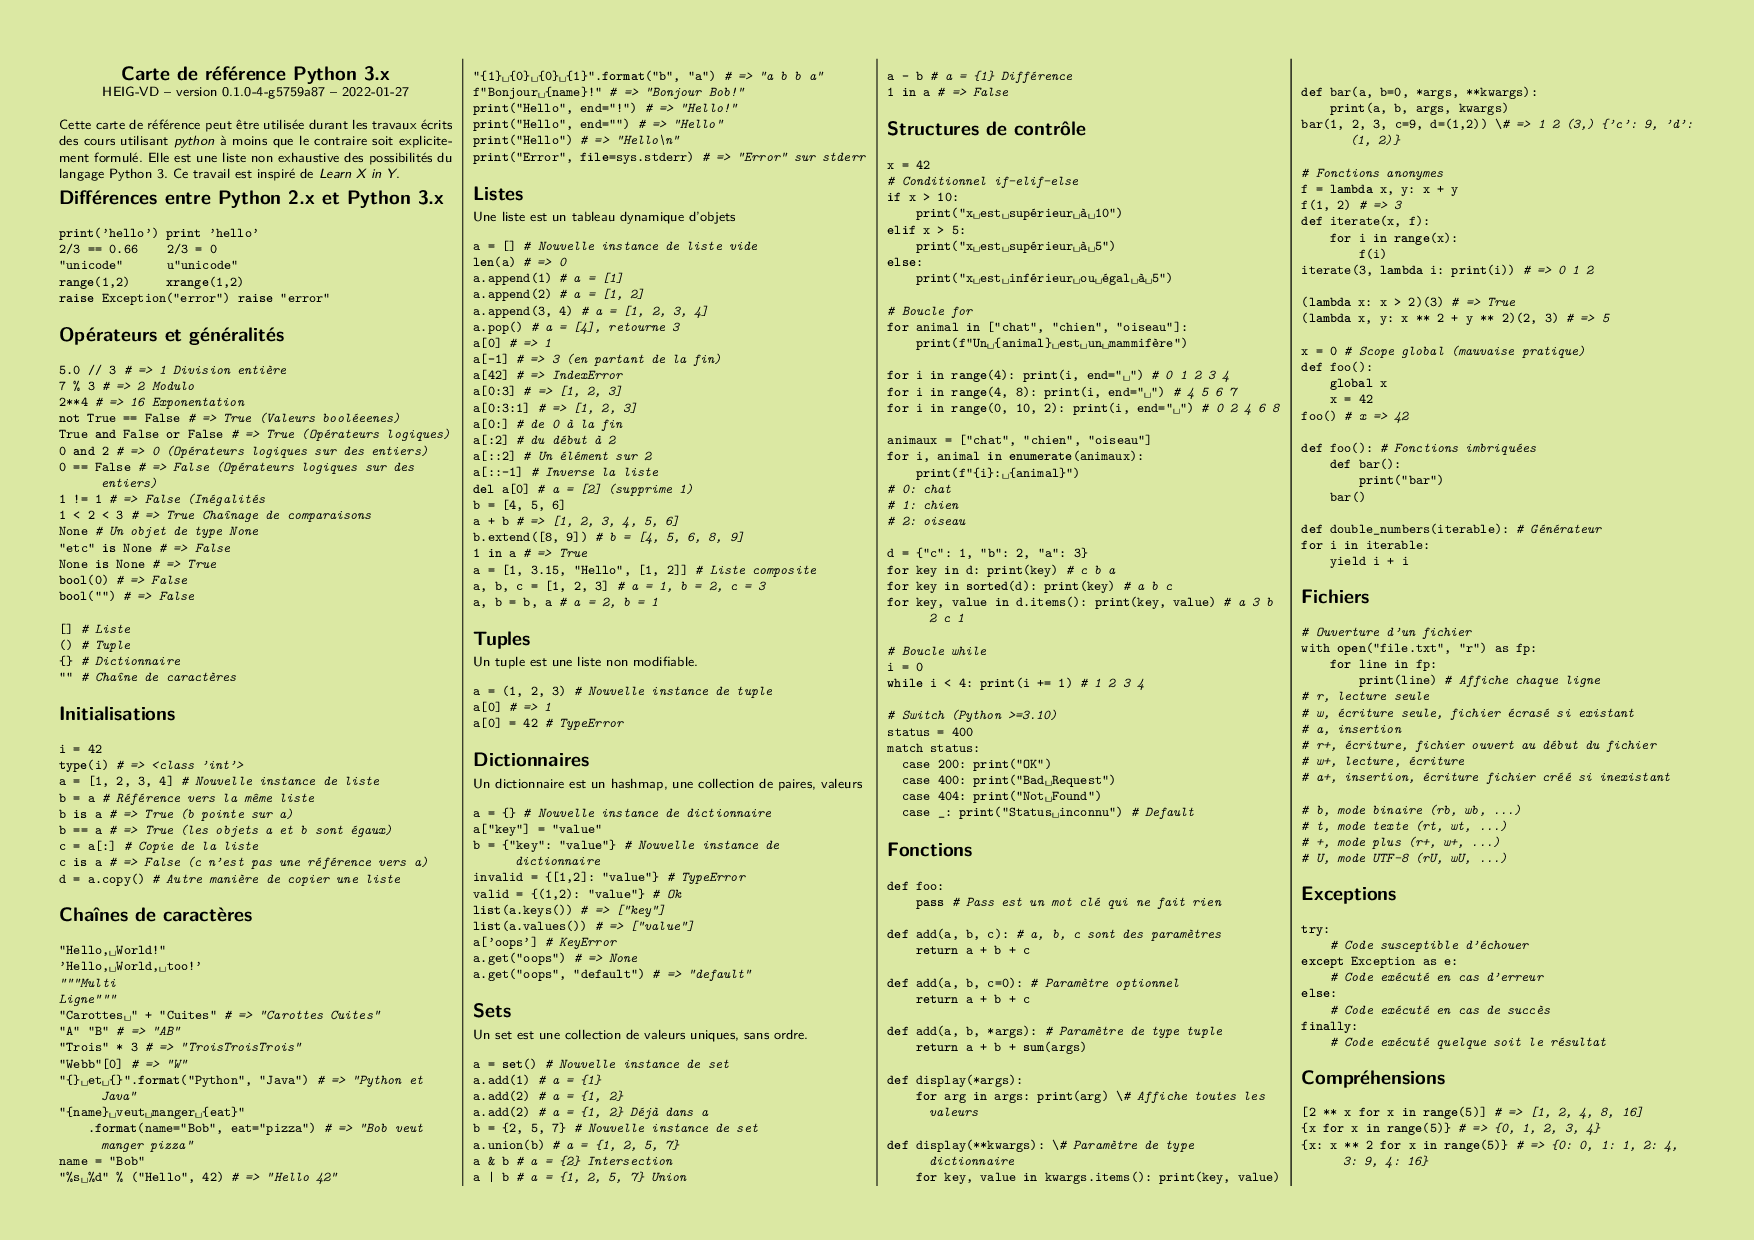 Carte de référence Python 3.x
HEIG-VD – version 0.1.0-4-g5759a87 – 2022-01-27
Cette carte de référence peut être utilisée durant les travaux écrits
des cours utilisant python à moins que le contraire soit explicite-
ment formulé. Elle est une liste non exhaustive des possibilités du
langage Python 3. Ce travail est inspiré de Learn X in Y.
Différences entre Python 2.x et Python 3.x
print('hello') print 'hello'
2/3 == 0.66    2/3 = 0
"unicode"      u"unicode"
range(1,2)     xrange(1,2)
raise Exception("error") raise "error"
Opérateurs et généralités
5.0 // 3 # => 1 Division entière
7 % 3 # => 2 Modulo
2**4 # => 16 Exponentation
not True == False # => True (Valeurs booléeenes)
True and False or False # => True (Opérateurs logiques)
0 and 2 # => 0 (Opérateurs logiques sur des entiers)
0 == False # => False (Opérateurs logiques sur des
entiers)
1 != 1 # => False (Inégalités
1 < 2 < 3 # => True Chaînage de comparaisons
None # Un objet de type None
"etc" is None # => False
None is None # => True
bool(0) # => False
bool("") # => False
[] # Liste
() # Tuple
{} # Dictionnaire
"" # Chaîne de caractères
Initialisations
i = 42
type(i) # => <class 'int'>
a = [1, 2, 3, 4] # Nouvelle instance de liste
b = a # Référence vers la même liste
b is a # => True (b pointe sur a)
b == a # => True (les objets a et b sont égaux)
c = a[:] # Copie de la liste
c is a # => False (c n'est pas une référence vers a)
d = a.copy() # Autre manière de copier une liste
Chaînes de caractères
"Hello,␣World!"
'Hello,␣World,␣too!'
"""Multi
Ligne"""
"Carottes␣" + "Cuites" # => "Carottes Cuites"
"A" "B" # => "AB"
"Trois" * 3 # => "TroisTroisTrois"
"Webb"[0] # => "W"
"{}␣et␣{}".format("Python", "Java") # => "Python et
Java"
"{name}␣veut␣manger␣{eat}"
.format(name="Bob", eat="pizza") # => "Bob veut
manger pizza"
name = "Bob"
"%s␣%d" % ("Hello", 42) # => "Hello 42"
"{1}␣{0}␣{0}␣{1}".format("b", "a") # => "a b b a"
f"Bonjour␣{name}!" # => "Bonjour Bob!"
print("Hello", end="!") # => "Hello!"
print("Hello", end="") # => "Hello"
print("Hello") # => "Hello\n"
print("Error", file=sys.stderr) # => "Error" sur stderr
Listes
Une liste est un tableau dynamique d'objets
a = [] # Nouvelle instance de liste vide
len(a) # => 0
a.append(1) # a = [1]
a.append(2) # a = [1, 2]
a.append(3, 4) # a = [1, 2, 3, 4]
a.pop() # a = [4], retourne 3
a[0] # => 1
a[-1] # => 3 (en partant de la fin)
a[42] # => IndexError
a[0:3] # => [1, 2, 3]
a[0:3:1] # => [1, 2, 3]
a[0:] # de 0 à la fin
a[:2] # du début à 2
a[::2] # Un élément sur 2
a[::-1] # Inverse la liste
del a[0] # a = [2] (supprime 1)
b = [4, 5, 6]
a + b # => [1, 2, 3, 4, 5, 6]
b.extend([8, 9]) # b = [4, 5, 6, 8, 9]
1 in a # => True
a = [1, 3.15, "Hello", [1, 2]] # Liste composite
a, b, c = [1, 2, 3] # a = 1, b = 2, c = 3
a, b = b, a # a = 2, b = 1
Tuples
Un tuple est une liste non modifiable.
a = (1, 2, 3) # Nouvelle instance de tuple
a[0] # => 1
a[0] = 42 # TypeError
Dictionnaires
Un dictionnaire est un hashmap, une collection de paires, valeurs
a = {} # Nouvelle instance de dictionnaire
a["key"] = "value"
b = {"key": "value"} # Nouvelle instance de
dictionnaire
invalid = {[1,2]: "value"} # TypeError
valid = {(1,2): "value"} # Ok
list(a.keys()) # => ["key"]
list(a.values()) # => ["value"]
a['oops'] # KeyError
a.get("oops") # => None
a.get("oops", "default") # => "default"
Sets
Un set est une collection de valeurs uniques, sans ordre.
a = set() # Nouvelle instance de set
a.add(1) # a = {1}
a.add(2) # a = {1, 2}
a.add(2) # a = {1, 2} Déjà dans a
b = {2, 5, 7} # Nouvelle instance de set
a.union(b) # a = {1, 2, 5, 7}
a & b # a = {2} Intersection
a | b # a = {1, 2, 5, 7} Union
a - b # a = {1} Différence
1 in a # => False
Structures de contrôle
x = 42
# Conditionnel if-elif-else
if x > 10:
print("x␣est␣supérieur␣à␣10")
elif x > 5:
print("x␣est␣supérieur␣à␣5")
else:
print("x␣est␣inférieur␣ou␣égal␣à␣5")
# Boucle for
for animal in ["chat", "chien", "oiseau"]:
print(f"Un␣{animal}␣est␣un␣mammifère")
for i in range(4): print(i, end="␣") # 0 1 2 3 4
for i in range(4, 8): print(i, end="␣") # 4 5 6 7
for i in range(0, 10, 2): print(i, end="␣") # 0 2 4 6 8
animaux = ["chat", "chien", "oiseau"]
for i, animal in enumerate(animaux):
print(f"{i}:␣{animal}")
# 0: chat
# 1: chien
# 2: oiseau
d = {"c": 1, "b": 2, "a": 3}
for key in d: print(key) # c b a
for key in sorted(d): print(key) # a b c
for key, value in d.items(): print(key, value) # a 3 b
2 c 1
# Boucle while
i = 0
while i < 4: print(i += 1) # 1 2 3 4
# Switch (Python >=3.10)
status = 400
match status:
case 200: print("OK")
case 400: print("Bad␣Request")
case 404: print("Not␣Found")
case _: print("Status␣inconnu") # Default
Fonctions
def foo:
pass # Pass est un mot clé qui ne fait rien
def add(a, b, c): # a, b, c sont des paramètres
return a + b + c
def add(a, b, c=0): # Paramètre optionnel
return a + b + c
def add(a, b, *args): # Paramètre de type tuple
return a + b + sum(args)
def display(*args):
for arg in args: print(arg) \# Affiche toutes les
valeurs
def display(**kwargs): \# Paramètre de type
dictionnaire
for key, value in kwargs.items(): print(key, value)
def bar(a, b=0, *args, **kwargs):
print(a, b, args, kwargs)
bar(1, 2, 3, c=9, d=(1,2)) \# => 1 2 (3,) {'c': 9, 'd':
(1, 2)}
# Fonctions anonymes
f = lambda x, y: x + y
f(1, 2) # => 3
def iterate(x, f):
for i in range(x):
f(i)
iterate(3, lambda i: print(i)) # => 0 1 2
(lambda x: x > 2)(3) # => True
(lambda x, y: x ** 2 + y ** 2)(2, 3) # => 5
x = 0 # Scope global (mauvaise pratique)
def foo():
global x
x = 42
foo() # x => 42
def foo(): # Fonctions imbriquées
def bar():
print("bar")
bar()
def double_numbers(iterable): # Générateur
for i in iterable:
yield i + i
Fichiers
# Ouverture d'un fichier
with open("file.txt", "r") as fp:
for line in fp:
print(line) # Affiche chaque ligne
# r, lecture seule
# w, écriture seule, fichier écrasé si existant
# a, insertion
# r+, écriture, fichier ouvert au début du fichier
# w+, lecture, écriture
# a+, insertion, écriture fichier créé si inexistant
# b, mode binaire (rb, wb, ...)
# t, mode texte (rt, wt, ...)
# +, mode plus (r+, w+, ...)
# U, mode UTF-8 (rU, wU, ...)
Exceptions
try:
# Code susceptible d'échouer
except Exception as e:
# Code exécuté en cas d'erreur
else:
# Code exécuté en cas de succès
finally:
# Code exécuté quelque soit le résultat
Compréhensions
[2 ** x for x in range(5)] # => [1, 2, 4, 8, 16]
{x for x in range(5)} # => {0, 1, 2, 3, 4}
{x: x ** 2 for x in range(5)} # => {0: 0, 1: 1, 2: 4,
3: 9, 4: 16}